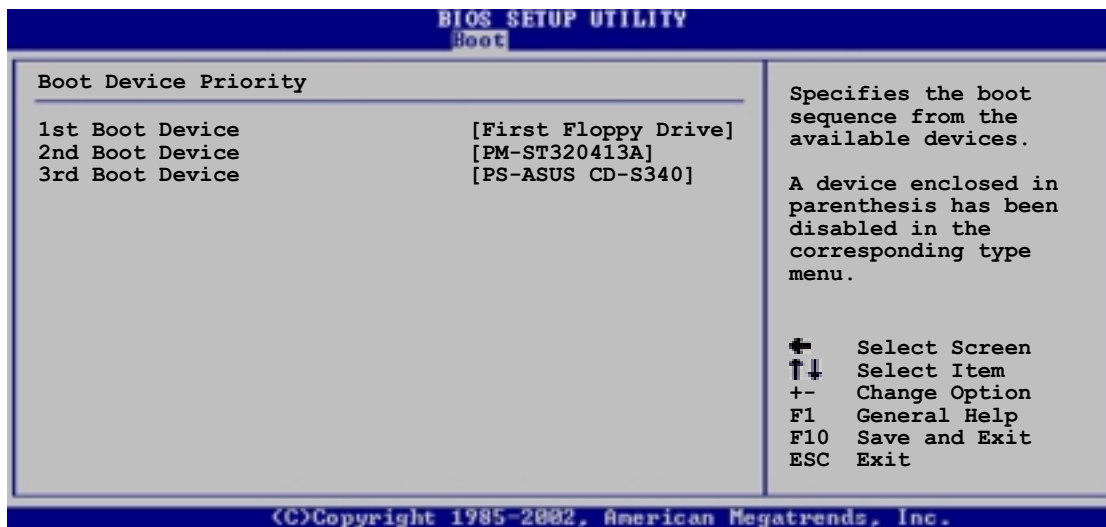 BIOS SETUP UTILITY
Boot
Boot Device Priority
1st Boot Device [First Floppy Drive]
2nd Boot Device [PM-ST320413A]
3rd Boot Device [PS-ASUS CD-S340]
Specifies the boot
sequence from the
available devices.
A device enclosed in
parenthesis has been
disabled in the
corresponding type
menu.
← Select Screen
↑↓ Select Item
+- Change Option
F1 General Help
F10 Save and Exit
ESC Exit
(C)Copyright 1985-2002, American Megatrends, Inc.